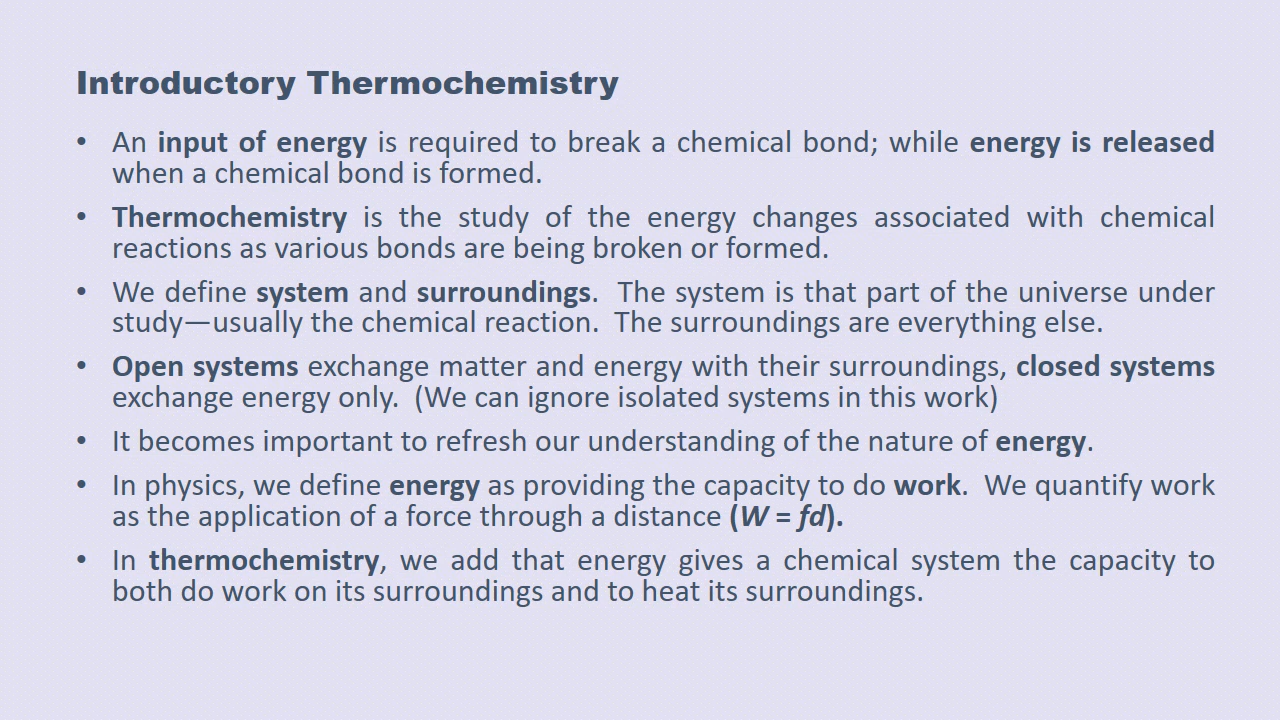 Introductory Thermochemistry
• An input of energy is required to break a chemical bond; while energy is released
when a chemical bond is formed.
• Thermochemistry is the study of the energy changes associated with chemical
reactions as various bonds are being broken or formed.
• We define system and surroundings.  The system is that part of the universe under
study—usually the chemical reaction.  The surroundings are everything else.
• Open systems exchange matter and energy with their surroundings, closed systems
exchange energy only.  (We can ignore isolated systems in this work)
• It becomes important to refresh our understanding of the nature of energy.
• In physics, we define energy as providing the capacity to do work.  We quantify work
as the application of a force through a distance (W = fd).
• In thermochemistry, we add that energy gives a chemical system the capacity to
both do work on its surroundings and to heat its surroundings.